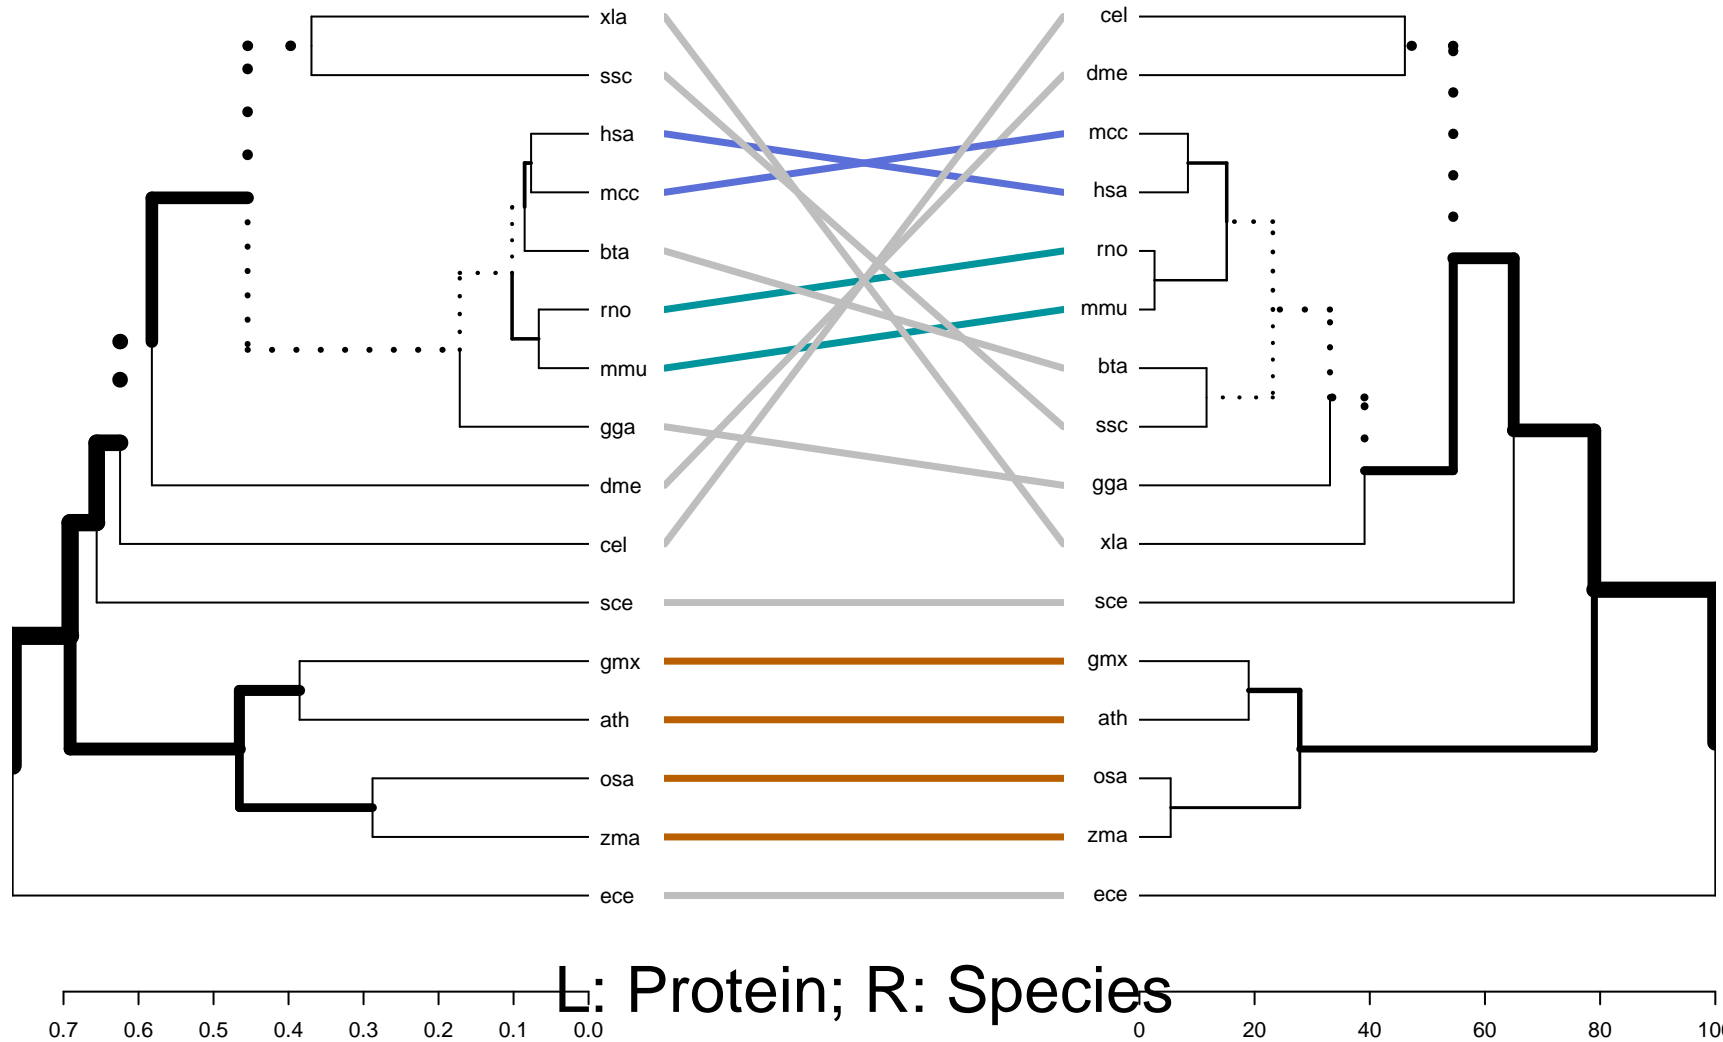 xla cel
ssc dme
hsa mcc
mcc hsa
bta rno
rno mmu
mmu bta
gga ssc
dme gga
cel xla
sce sce
gmx gmx
ath ath
osa osa
zma zma
ece ece
L: Protein; R: Species
0.7 0.6 0.5 0.4 0.3 0.2 0.1 0.0 0 20 40 60 80